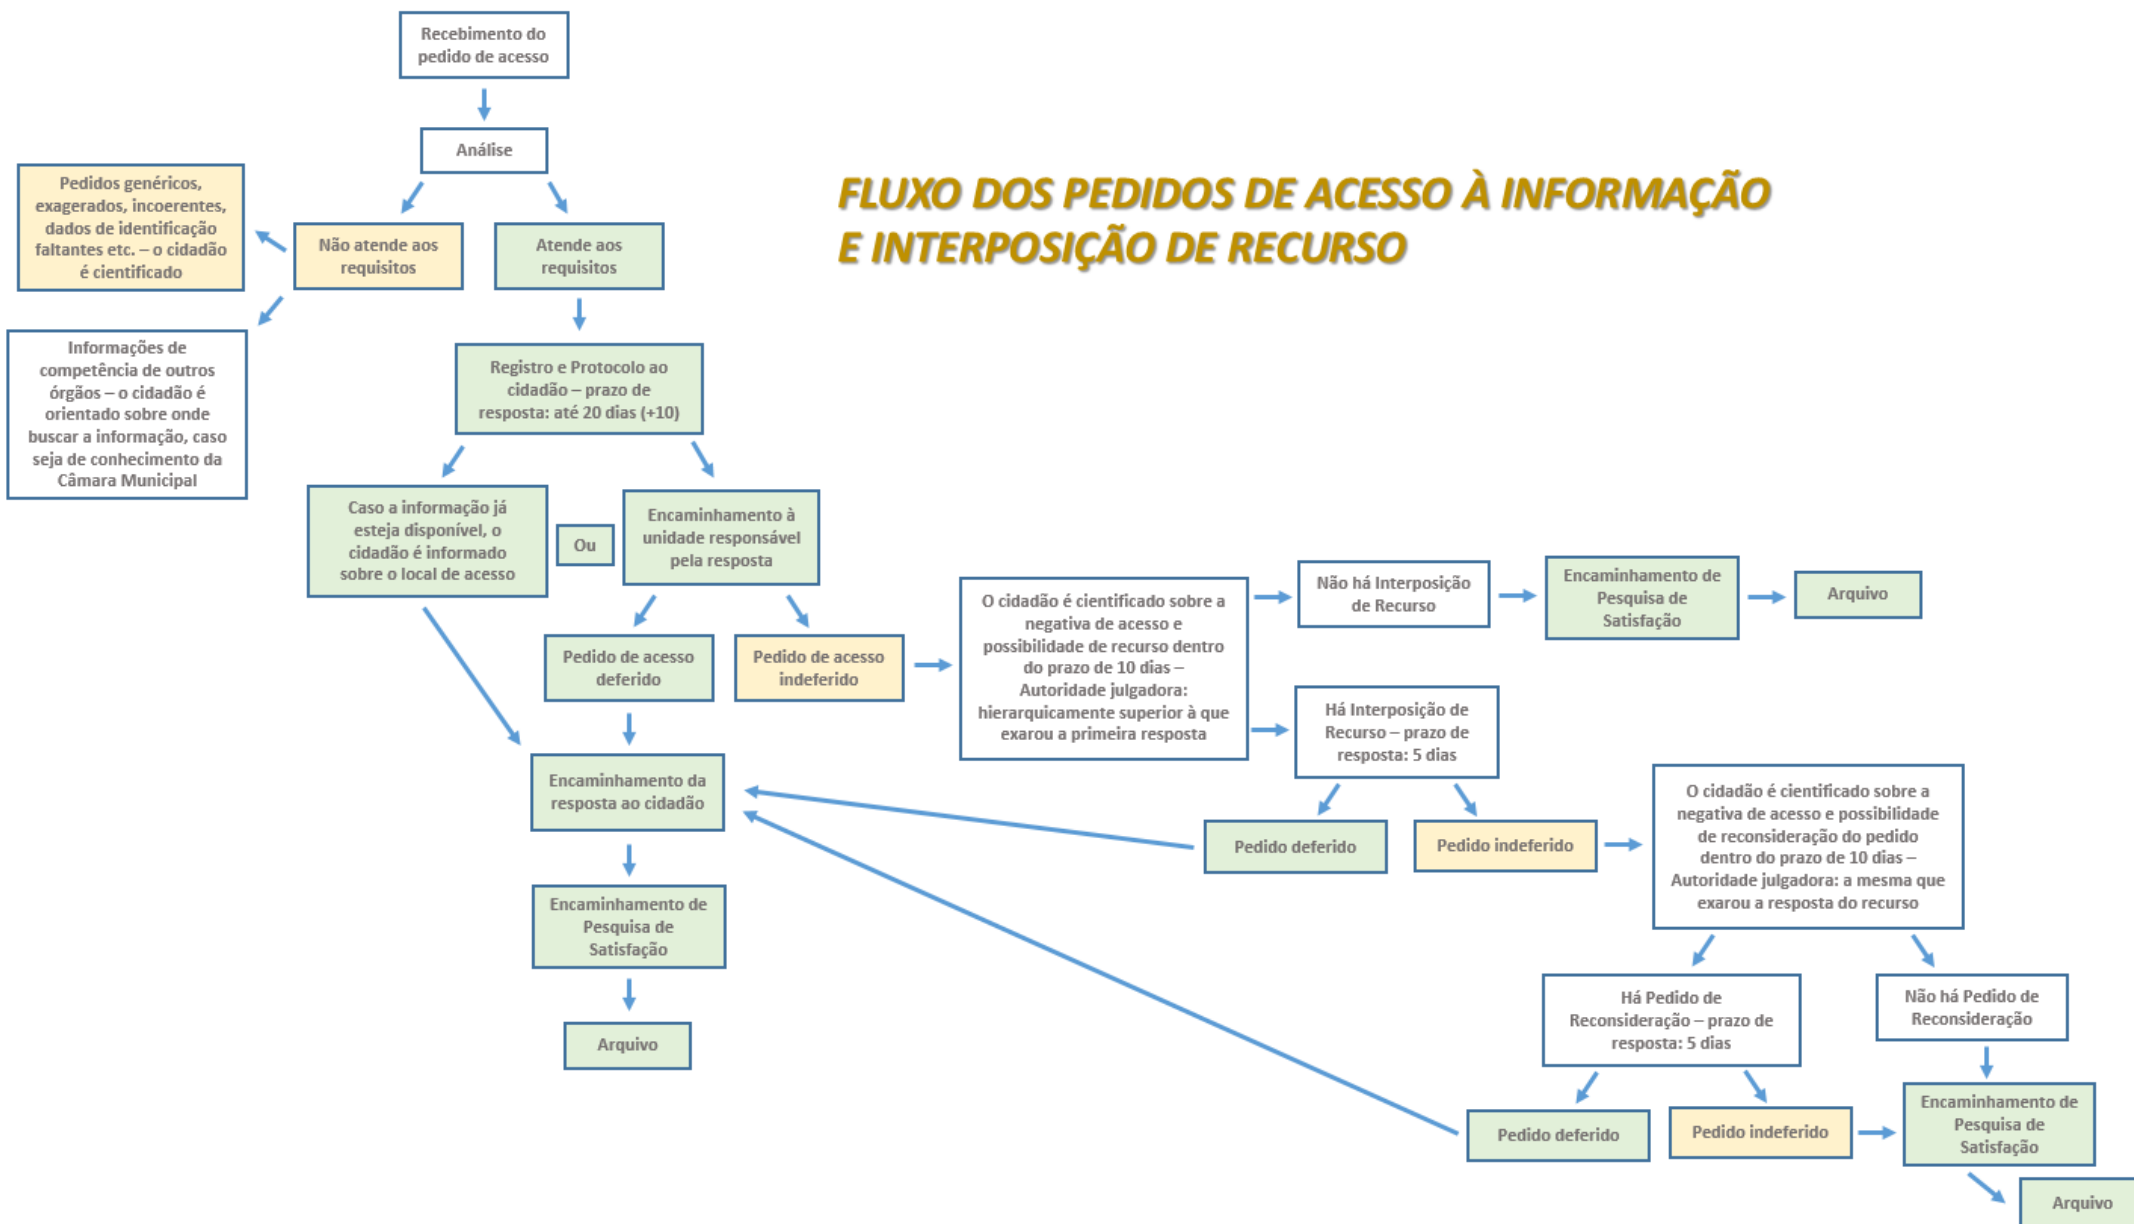 Recebimento do
pedido de acesso
Análise
FLUXO DOS PEDIDOS DE ACESSO À INFORMAÇÃO
E INTERPOSIÇÃO DE RECURSO
Pedidos genéricos,
exagerados, incoerentes,
dados de identificação
faltantes etc. – o cidadão
é cientificado
Não atende aos
requisitos
Atende aos
requisitos
Informações de
competência de outros
órgãos – o cidadão é
orientado sobre onde
buscar a informação, caso
seja de conhecimento da
Câmara Municipal
Registro e Protocolo ao
cidadão – prazo de
resposta: até 20 dias (+10)
Caso a informação já
esteja disponível, o
cidadão é informado
sobre o local de acesso
Ou
Encaminhamento à
unidade responsável
pela resposta
Pedido de acesso
deferido
Pedido de acesso
indeferido
O cidadão é cientificado sobre a
negativa de acesso e
possibilidade de recurso dentro
do prazo de 10 dias –
Autoridade julgadora:
hierarquicamente superior à que
exarou a primeira resposta
Não há Interposição
de Recurso
Encaminhamento de
Pesquisa de
Satisfação
Arquivo
Há Interposição de
Recurso – prazo de
resposta: 5 dias
Encaminhamento da
resposta ao cidadão
Pedido deferido
Pedido indeferido
O cidadão é cientificado sobre a
negativa de acesso e possibilidade
de reconsideração do pedido
dentro do prazo de 10 dias –
Autoridade julgadora: a mesma que
exarou a resposta do recurso
Encaminhamento de
Pesquisa de
Satisfação
Arquivo
Há Pedido de
Reconsideração – prazo de
resposta: 5 dias
Não há Pedido de
Reconsideração
Pedido deferido
Pedido indeferido
Encaminhamento de
Pesquisa de
Satisfação
Arquivo